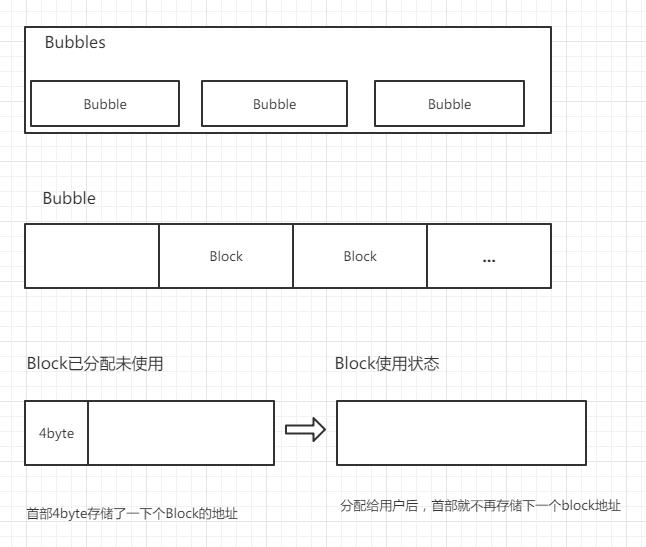 Bubbles
Bubble Bubble Bubble
Bubble
Block Block ...
Block已分配未使用 Block使用状态
4byte
首部4byte存储了一下个Block的地址
分配给用户后，首部就不再存储下一个block地址